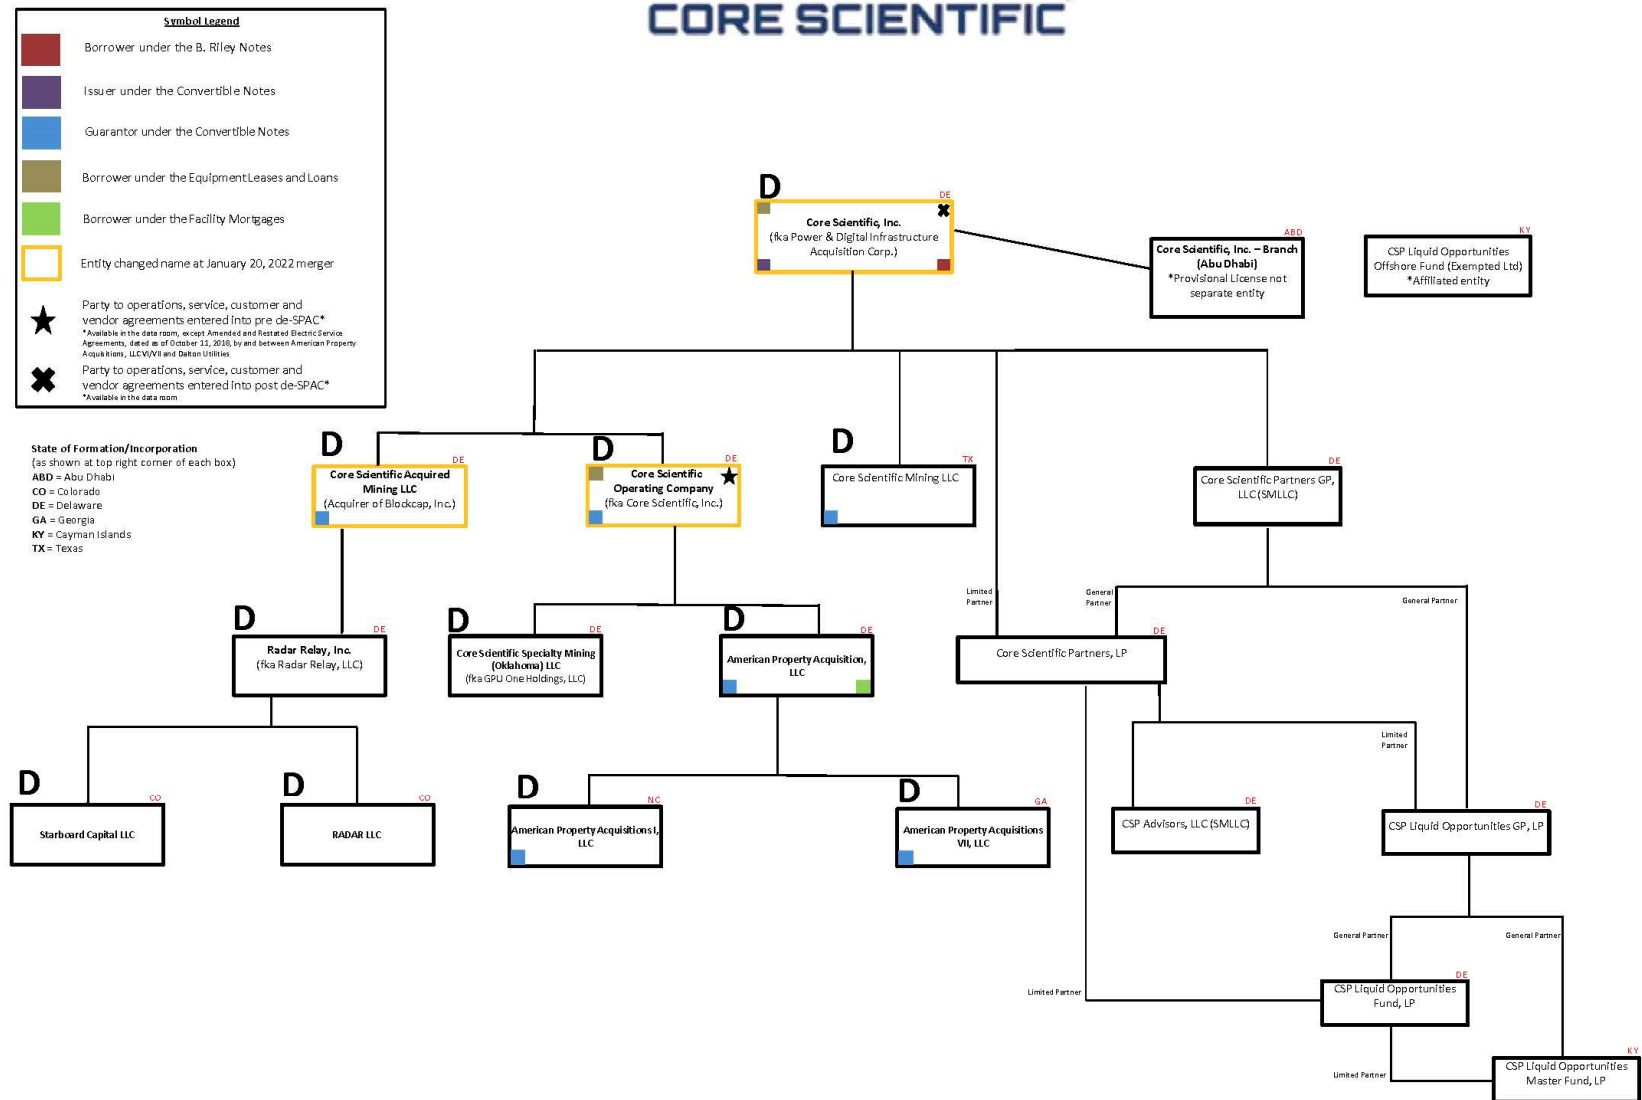 CORE SCIENTIFIC
Symbol Legend
Borrower under the B. Riley Notes
Issuer under the Convertible Notes
Guarantor under the Convertible Notes
Borrower under the Equipment Leases and Loans
Borrower under the Facility Mortgages
Entity changed name at January 20, 2022 merger
Party to operations, service, customer and
vendor agreements entered into pre de-SPAC*
*Available in the data room, except Amended and Restated Electric Service
Agreements, dated as of October 11, 2018, by and between American Property
Acquisitions, LLC VI/VII and Dalton Utilities
Party to operations, service, customer and
vendor agreements entered into post de-SPAC*
*Available in the data room
State of Formation/Incorporation
(as shown at top right corner of each box)
ABD = Abu Dhabi
CO = Colorado
DE = Delaware
GA = Georgia
KY = Cayman Islands
TX = Texas
D
DE
Core Scientific, Inc.
(fka Power & Digital Infrastructure
Acquisition Corp.)
ABD
Core Scientific, Inc. – Branch
(Abu Dhabi)
*Provisional License not
separate entity
KY
CSP Liquid Opportunities
Offshore Fund (Exempted Ltd)
*Affiliated entity
D
DE
Core Scientific Acquired
Mining LLC
(Acquirer of Blockcap, Inc.)
D
DE
Core Scientific
Operating Company
(fka Core Scientific, Inc.)
D
TX
Core Scientific Mining LLC
DE
Core Scientific Partners GP,
LLC (SMLLC)
Limited
Partner
General
Partner
General Partner
D
DE
Radar Relay, Inc.
(fka Radar Relay, LLC)
D
DE
Core Scientific Specialty Mining
(Oklahoma) LLC
(fka GPU One Holdings, LLC)
D
DE
American Property Acquisition,
LLC
DE
Core Scientific Partners, LP
Limited
Partner
D
CO
Starboard Capital LLC
D
CO
RADAR LLC
D
NC
American Property Acquisitions I,
LLC
D
GA
American Property Acquisitions
VII, LLC
DE
CSP Advisors, LLC (SMLLC)
DE
CSP Liquid Opportunities GP, LP
General Partner
General Partner
Limited Partner
DE
CSP Liquid Opportunities
Fund, LP
Limited Partner
KY
CSP Liquid Opportunities
Master Fund, LP